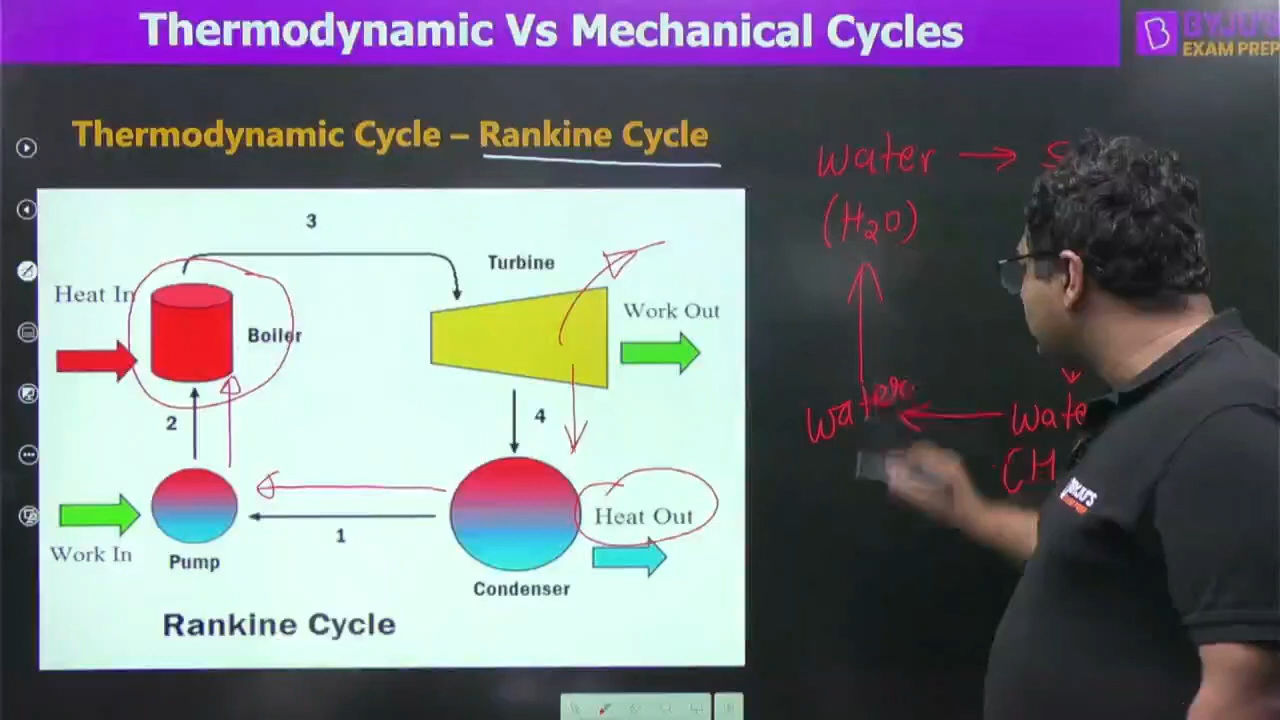 Thermodynamic Vs Mechanical Cycles
BYJU'S
EXAM PREP
Thermodynamic Cycle – Rankine Cycle
3
Heat In
Boiler
Turbine
Work Out
2
4
Work In
Pump
1
Condenser
Heat Out
Rankine Cycle
water → S
(H2O)
water
Wate
(H
BYJU'S